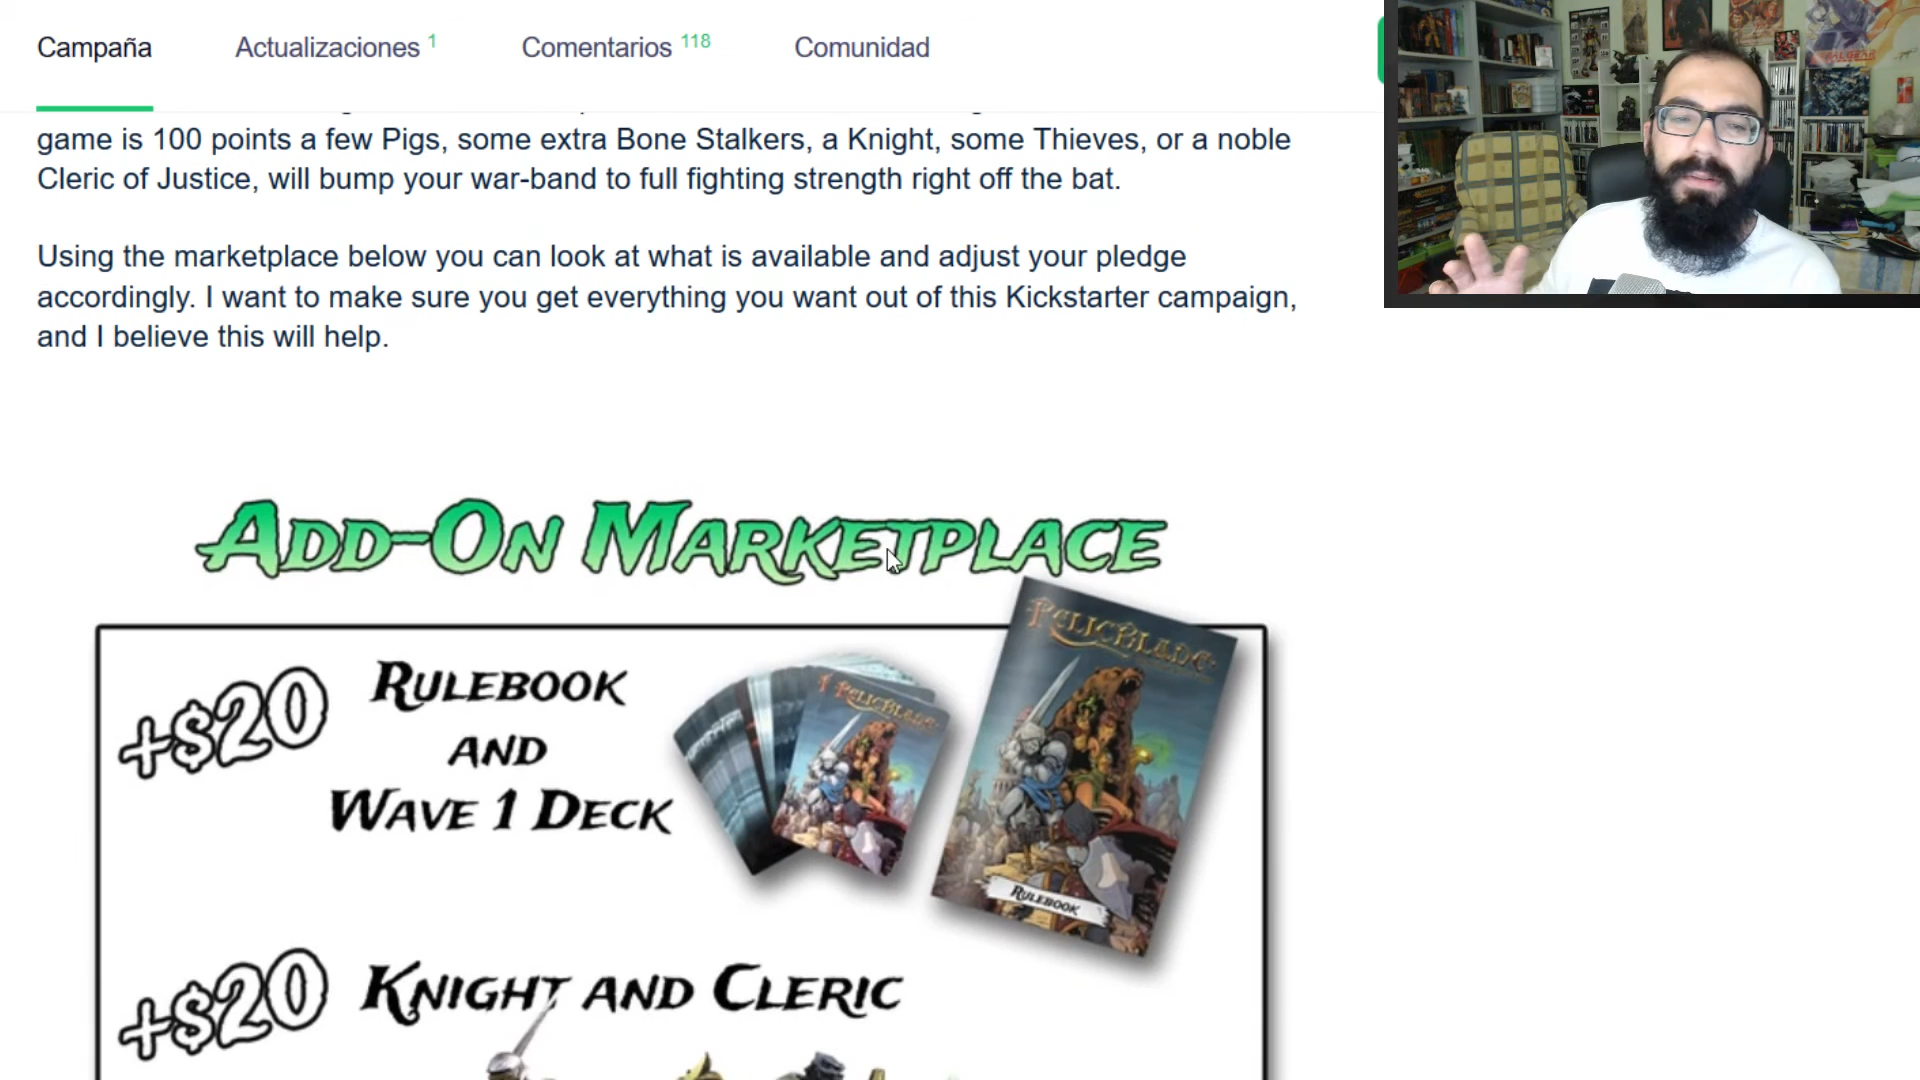 Campaña
Actualizaciones 1
Comentarios 118
Comunidad
game is 100 points a few Pigs, some extra Bone Stalkers, a Knight, some Thieves, or a noble
Cleric of Justice, will bump your war-band to full fighting strength right off the bat.
Using the marketplace below you can look at what is available and adjust your pledge
accordingly. I want to make sure you get everything you want out of this Kickstarter campaign,
and I believe this will help.
ADD-ON MARKETPLACE
+$20
RULEBOOK
AND
WAVE 1 DECK
RELICBLADE
RELICBLADE
RULEBOOK
+$20
KNIGHT AND CLERIC